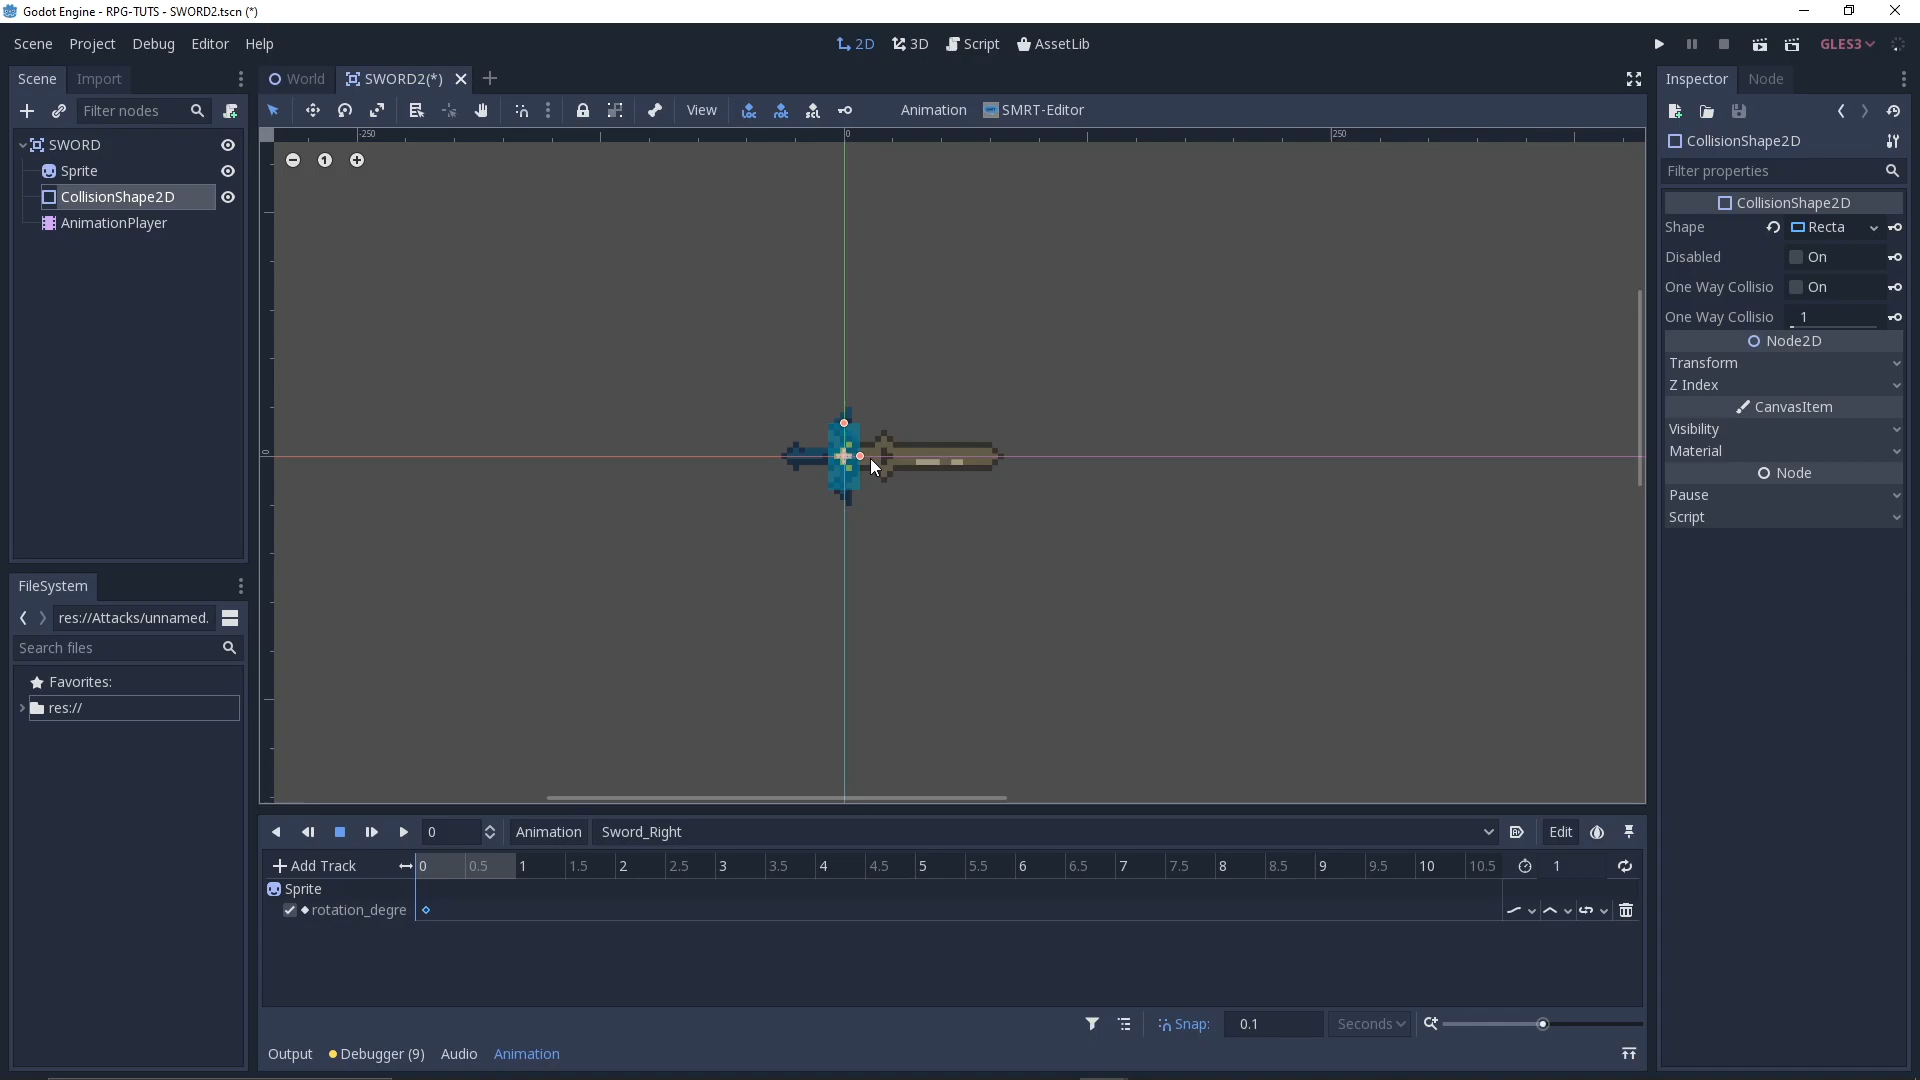 Godot Engine - RPG-TUTS - SWORD2.tscn (*)
Scene Project Debug Editor Help
2D 3D Script AssetLib
GLES3
Scene Import
World SWORD2(*)
Inspector Node
Filter nodes
View Animation SMRT-Editor
SWORD
Sprite
CollisionShape2D
AnimationPlayer
-250 0 250
0
1
CollisionShape2D
Filter properties
CollisionShape2D
Shape Recta
Disabled On
One Way Collisio On
One Way Collisio 1
Node2D
Transform
Z Index
CanvasItem
Visibility
Material
Node
Pause
Script
FileSystem
res://Attacks/unnamed.
Search files
Favorites:
res://
0 Animation Sword_Right Edit
Add Track 0 0.5 1 1.5 2 2.5 3 3.5 4 4.5 5 5.5 6 6.5 7 7.5 8 8.5 9 9.5 10 10.5 1
Sprite
rotation_degre
Snap: 0.1 Seconds
Output Debugger (9) Audio Animation